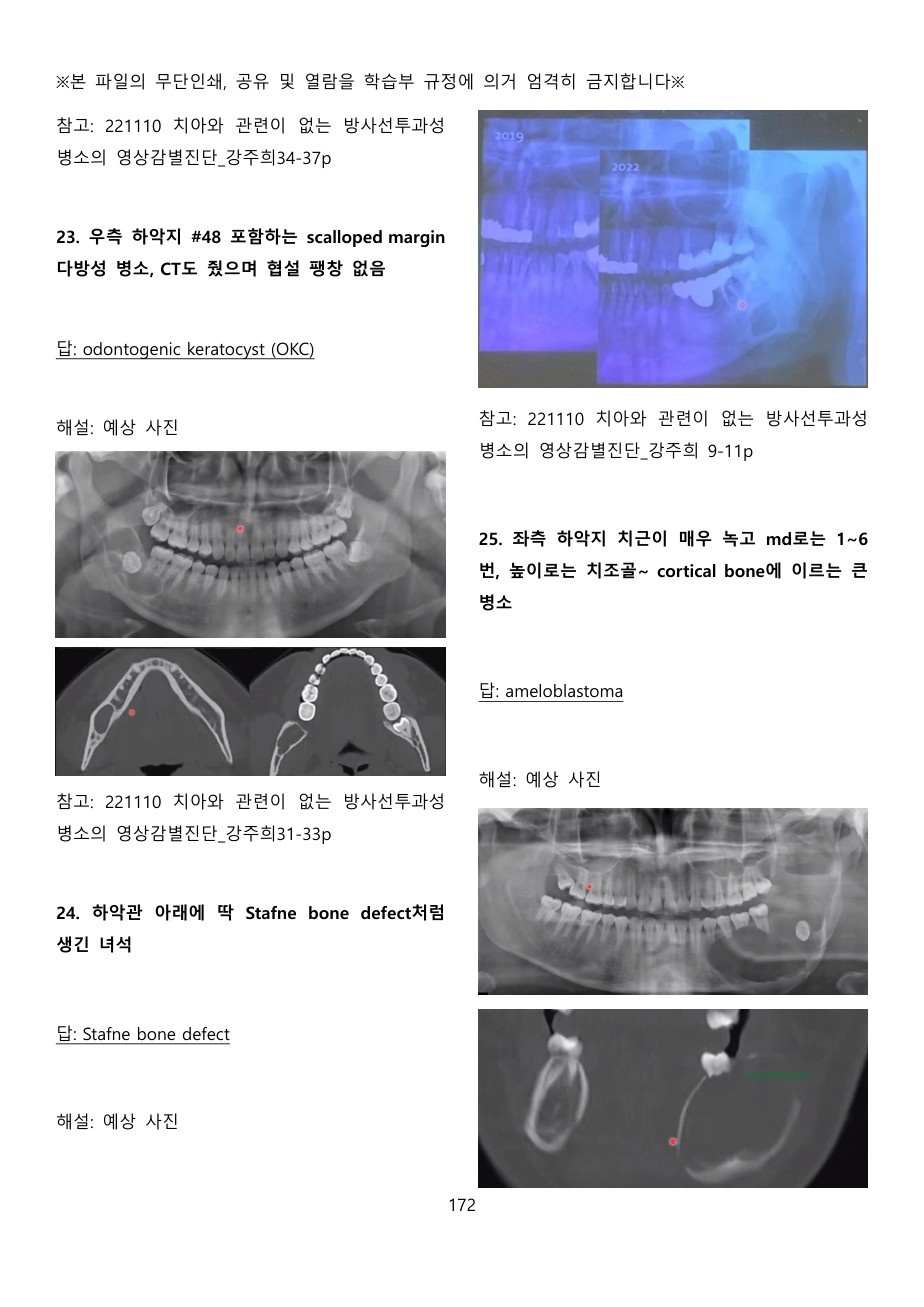 ※본 파일의 무단인쇄, 공유 및 열람을 학습부 규정에 의거 엄격히 금지합니다※
참고: 221110 치아와 관련이 없는 방사선투과성
병소의 영상감별진단_강주희34-37p
23. 우측 하악지 #48 포함하는 scalloped margin
다방성 병소, CT도 줬으며 협설 팽창 없음
답: odontogenic keratocyst (OKC)
해설: 예상 사진
참고: 221110 치아와 관련이 없는 방사선투과성
병소의 영상감별진단_강주희31-33p
24. 하악관 아래에 딱 Stafne bone defect처럼
생긴 녀석
답: Stafne bone defect
해설: 예상 사진
2019
2022
참고: 221110 치아와 관련이 없는 방사선투과성
병소의 영상감별진단_강주희 9-11p
25. 좌측 하악지 치근이 매우 녹고 md로는 1~6
번, 높이로는 치조골~ cortical bone에 이르는 큰
병소
답: ameloblastoma
해설: 예상 사진
172